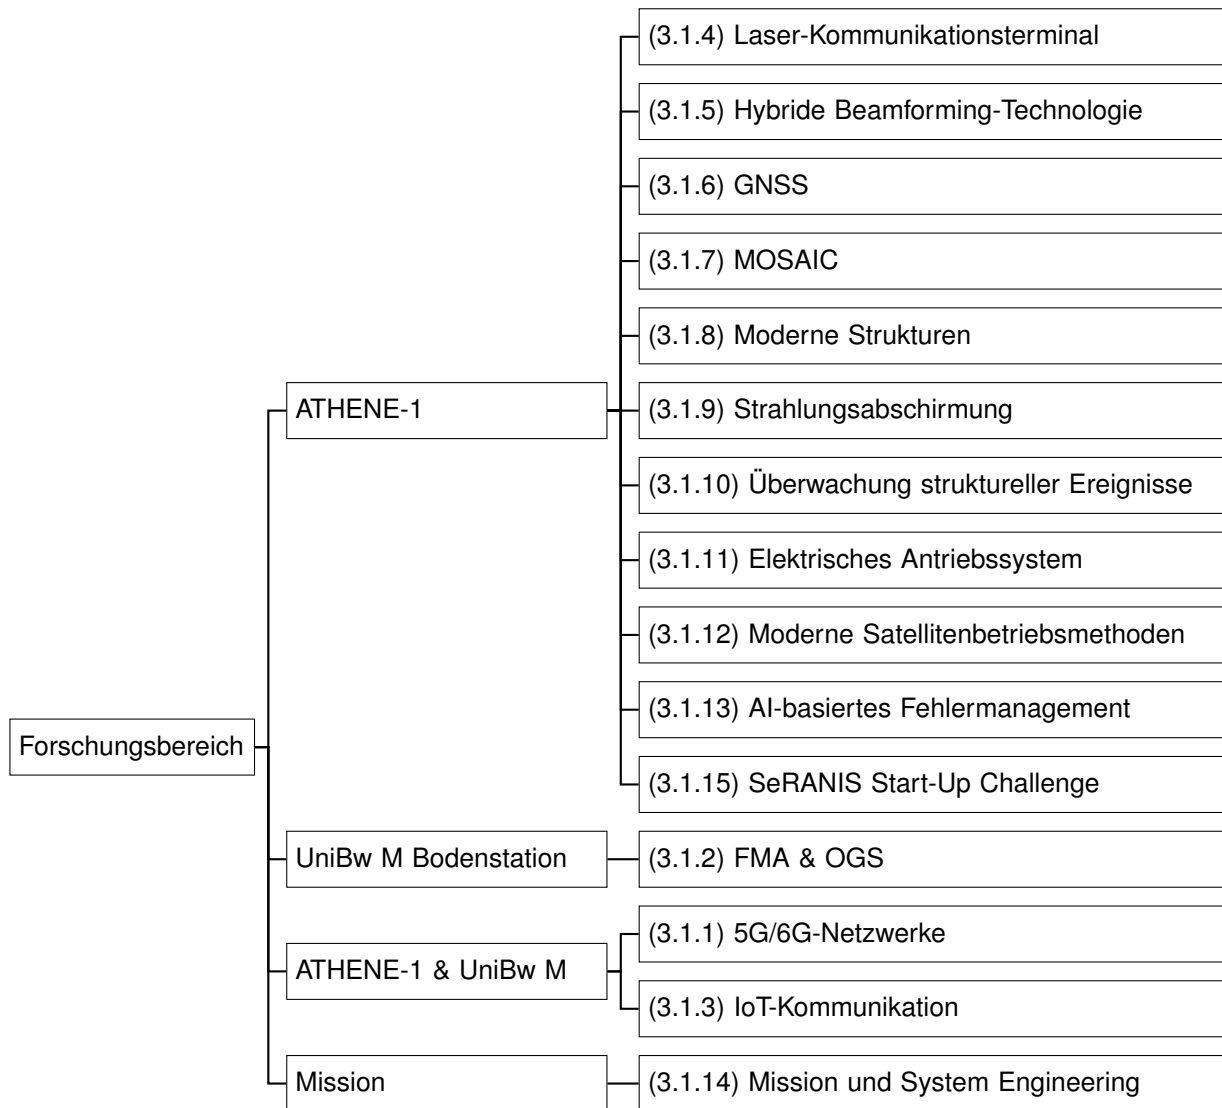 Forschungsbereich
ATHENE-1
(3.1.4) Laser-Kommunikationsterminal
(3.1.5) Hybride Beamforming-Technologie
(3.1.6) GNSS
(3.1.7) MOSAIC
(3.1.8) Moderne Strukturen
(3.1.9) Strahlungsabschirmung
(3.1.10) Überwachung struktureller Ereignisse
(3.1.11) Elektrisches Antriebssystem
(3.1.12) Moderne Satellitenbetriebsmethoden
(3.1.13) AI-basiertes Fehlermanagement
(3.1.15) SeRANIS Start-Up Challenge
UniBw M Bodenstation
(3.1.2) FMA & OGS
ATHENE-1 & UniBw M
(3.1.1) 5G/6G-Netzwerke
(3.1.3) IoT-Kommunikation
Mission
(3.1.14) Mission und System Engineering